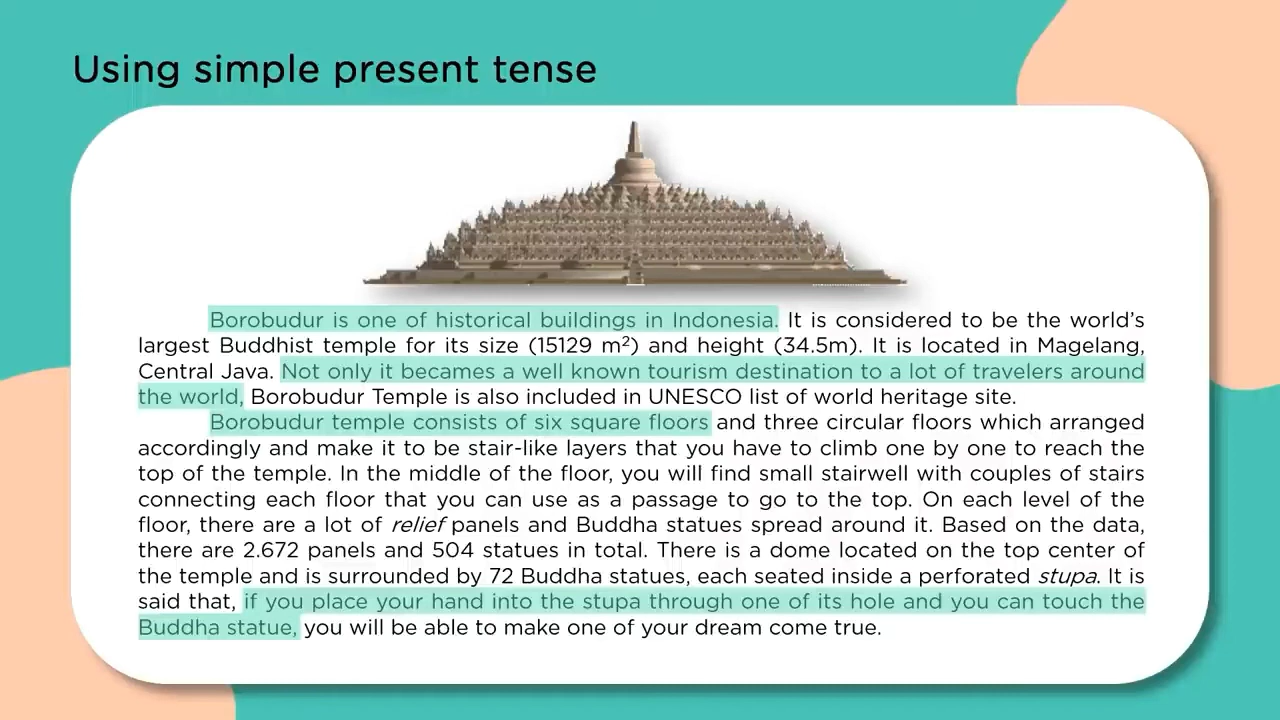 Using simple present tense
Borobudur is one of historical buildings in Indonesia. It is considered to be the world's
largest Buddhist temple for its size (15129 m²) and height (34.5m). It is located in Magelang,
Central Java. Not only it becames a well known tourism destination to a lot of travelers around
the world, Borobudur Temple is also included in UNESCO list of world heritage site.
Borobudur temple consists of six square floors and three circular floors which arranged
accordingly and make it to be stair-like layers that you have to climb one by one to reach the
top of the temple. In the middle of the floor, you will find small stairwell with couples of stairs
connecting each floor that you can use as a passage to go to the top. On each level of the
floor, there are a lot of relief panels and Buddha statues spread around it. Based on the data,
there are 2.672 panels and 504 statues in total. There is a dome located on the top center of
the temple and is surrounded by 72 Buddha statues, each seated inside a perforated stupa. It is
said that, if you place your hand into the stupa through one of its hole and you can touch the
Buddha statue, you will be able to make one of your dream come true.